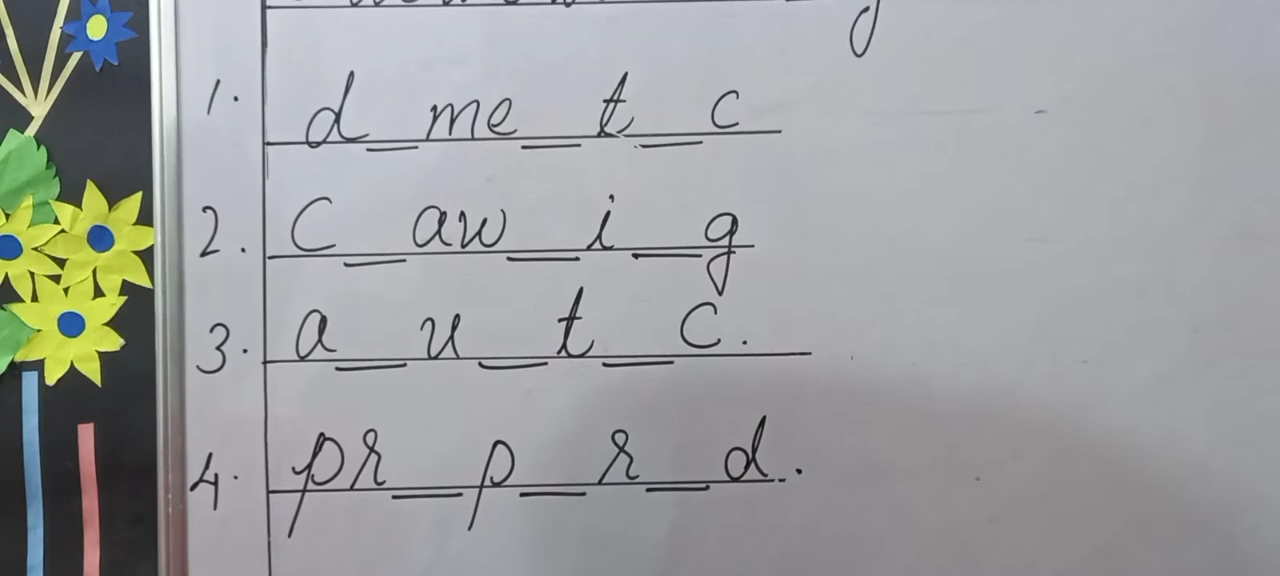 1. d_me_t_c
2. C_aw_i_g
3. a_u_t_c.
4. pr_p_r_d.